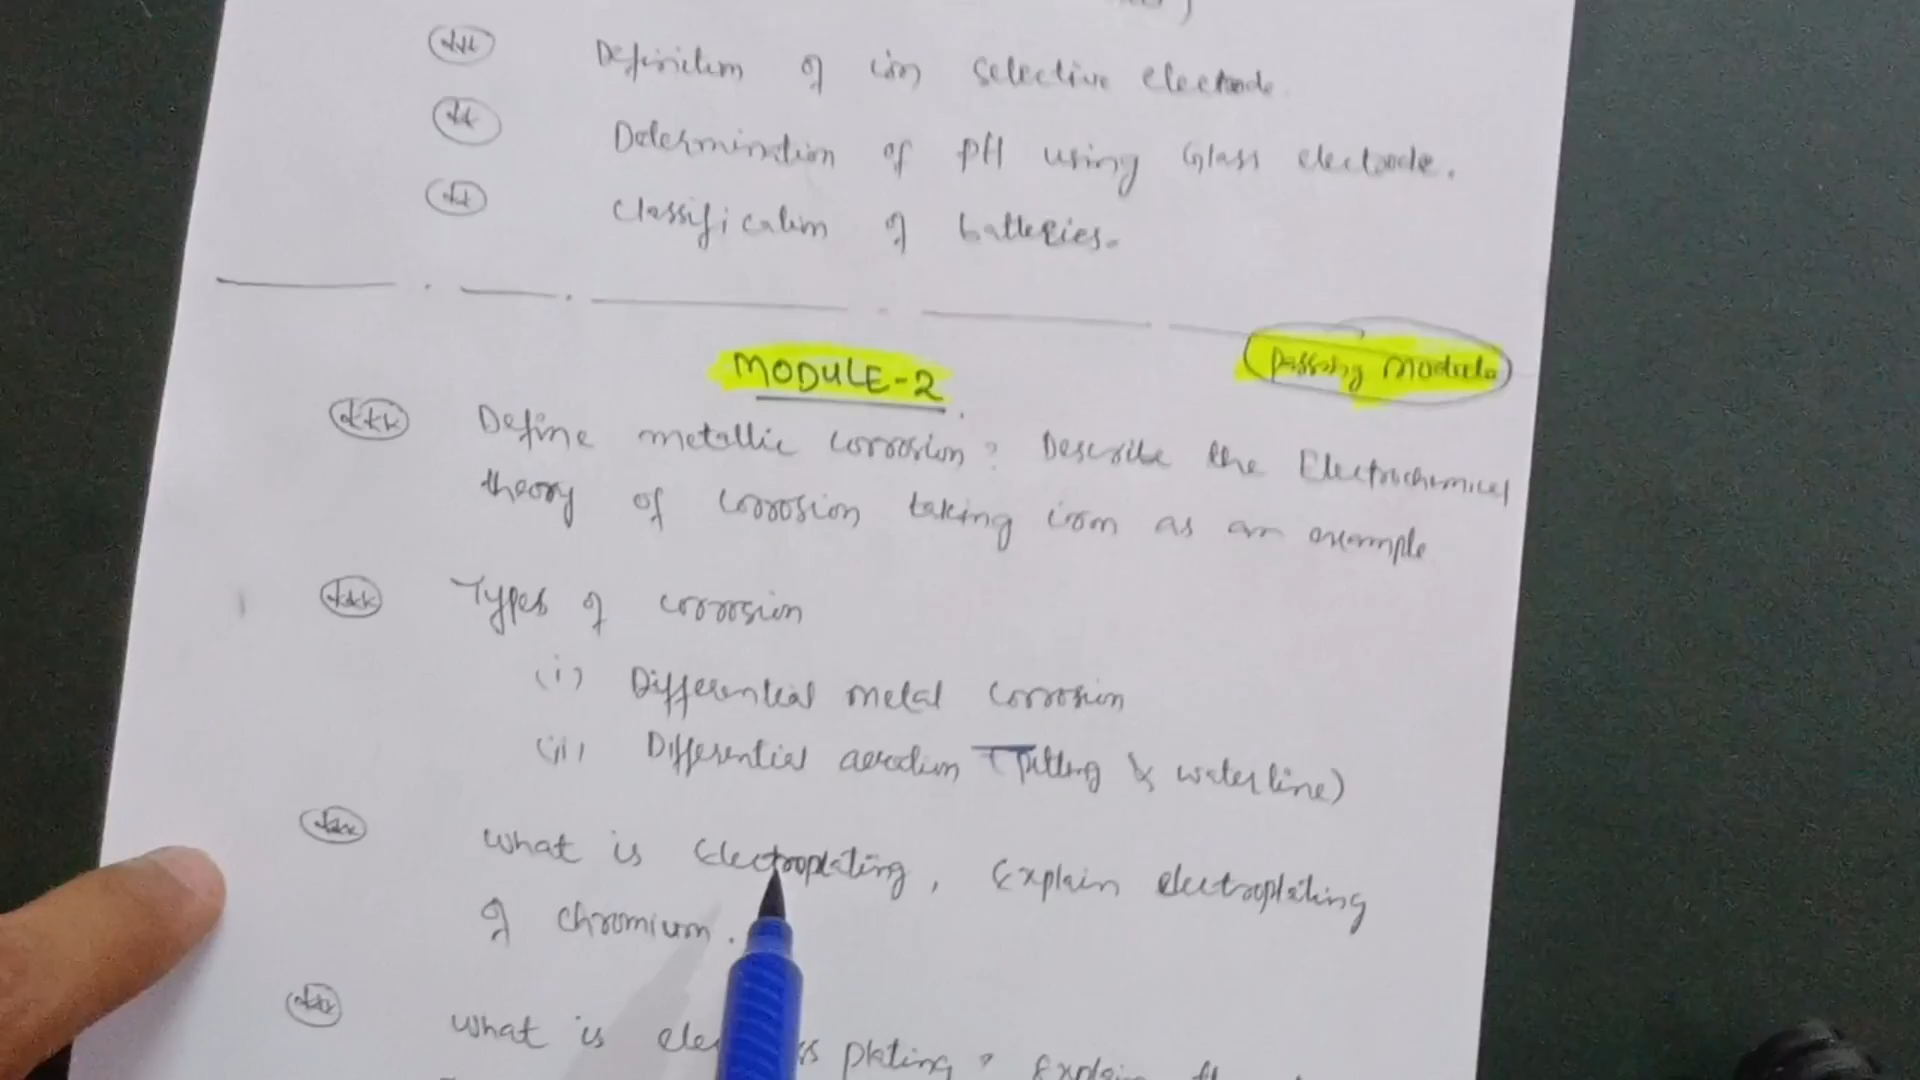 Definition of ion selective electrode.
Determination of pH using Glass electrode.
Classification of batteries.
MODULE-2
Passing Module
Define metallic corrosion? Describe the Electrochemical
theory of corrosion taking iron as an example
Types of corrosion
(i) Differential metal corrosion
(ii) Differential aeration (Pitting & waterline)
What is Electroplating, Explain electroplating
of chromium.
What is plating? Explain